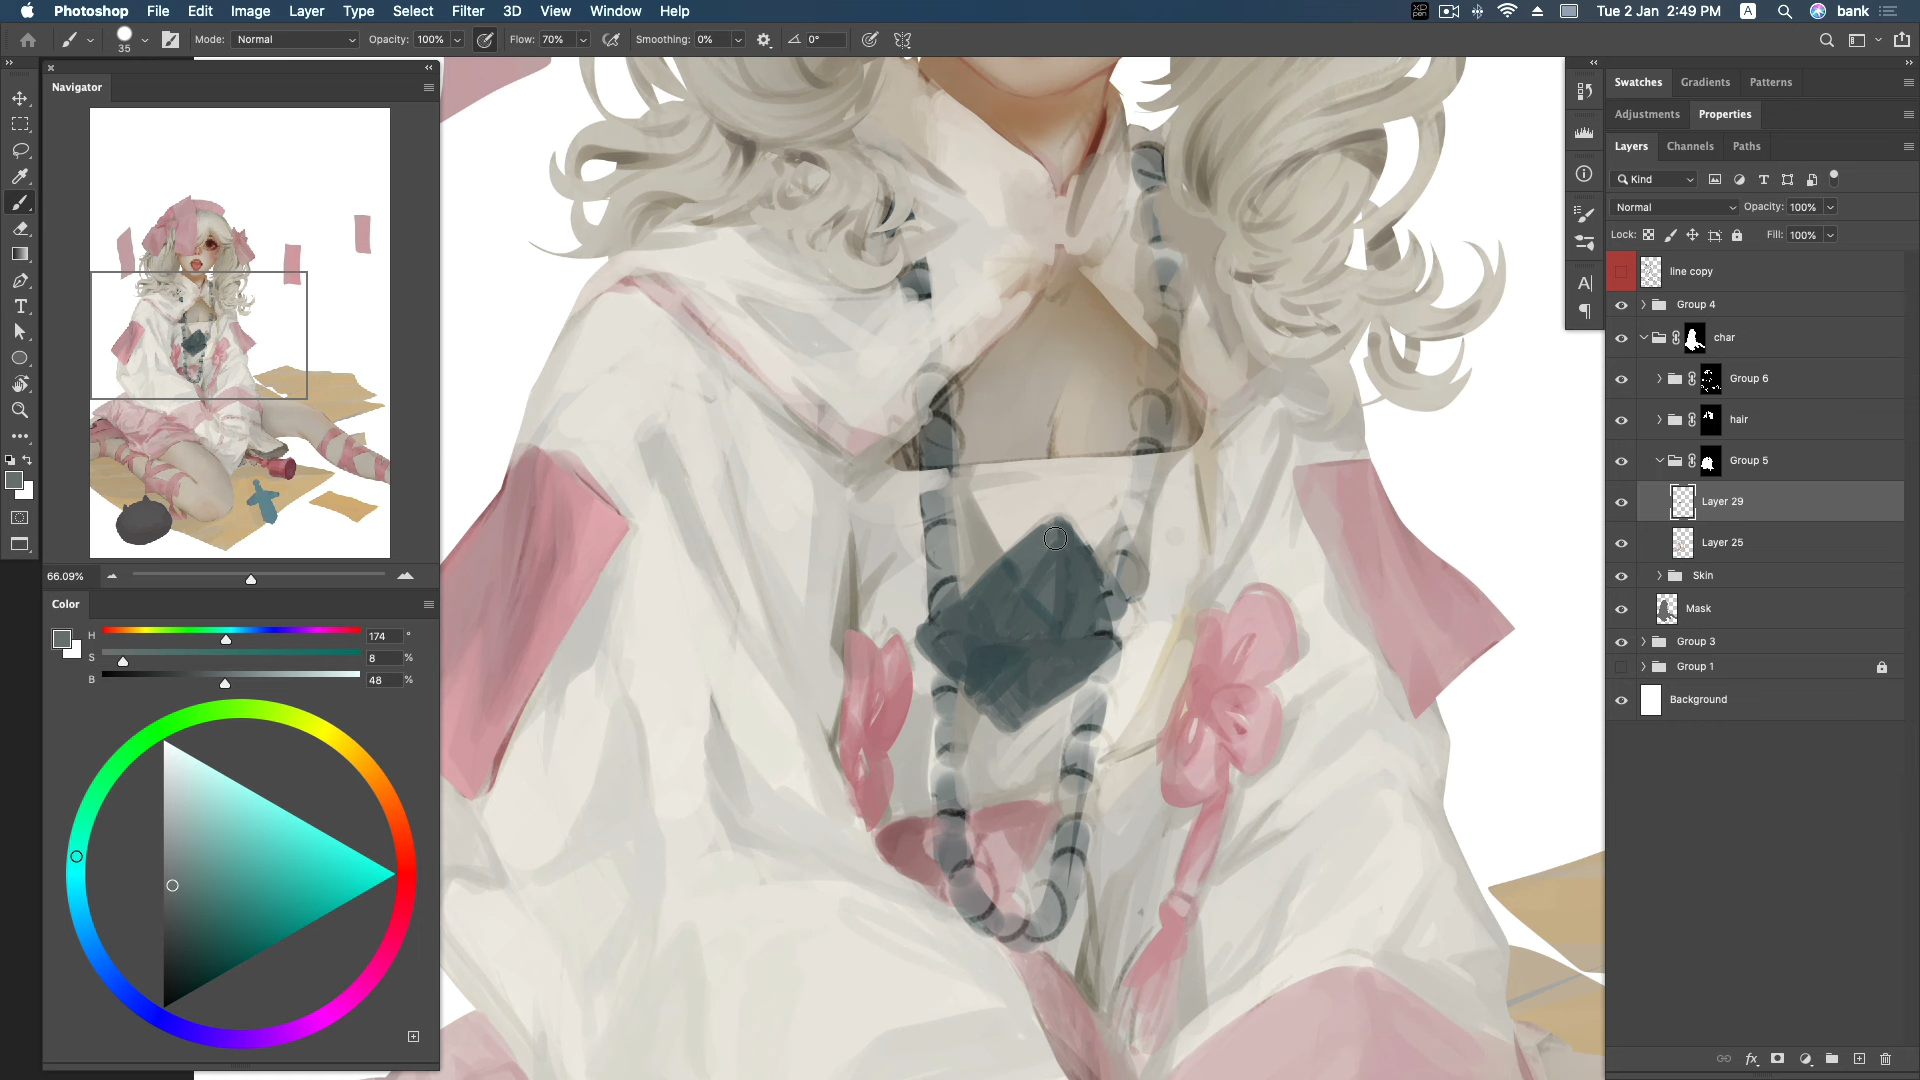 Photoshop File Edit Image Layer Type Select Filter 3D View Window Help
Tue 2 Jan 2:49 PM A bank
35 Mode: Normal Opacity: 100% Flow: 70% Smoothing: 0% 0°
Navigator
66.09%
Color
H 174 °
S 8 %
B 48 %
Swatches Gradients Patterns
Adjustments Properties
Layers Channels Paths
Kind
Normal Opacity: 100%
Lock: Fill: 100%
line copy
Group 4
char
Group 6
hair
Group 5
Layer 29
Layer 25
Skin
Mask
Group 3
Group 1
Background